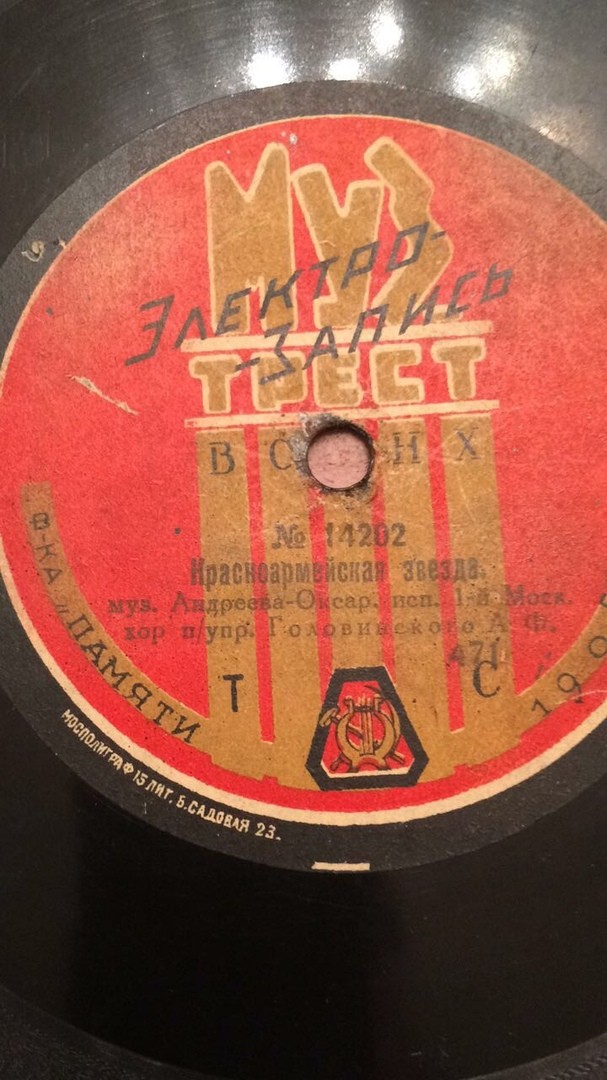 МУЗ
ЭЛЕКТРО-
-ЗАПИСЬ
ТРЕСТ
В С Н Х
№ 14202
Красноармейская звезда.
муз. Андреева-Оксар. исп. 1-й Моск.
хор п/упр. Головинского А. Ф.
471
Т С
В-КА „ПАМЯТИ
190
МОСПОЛИГРАФ 15 ЛИТ. Б. САДОВАЯ 23.